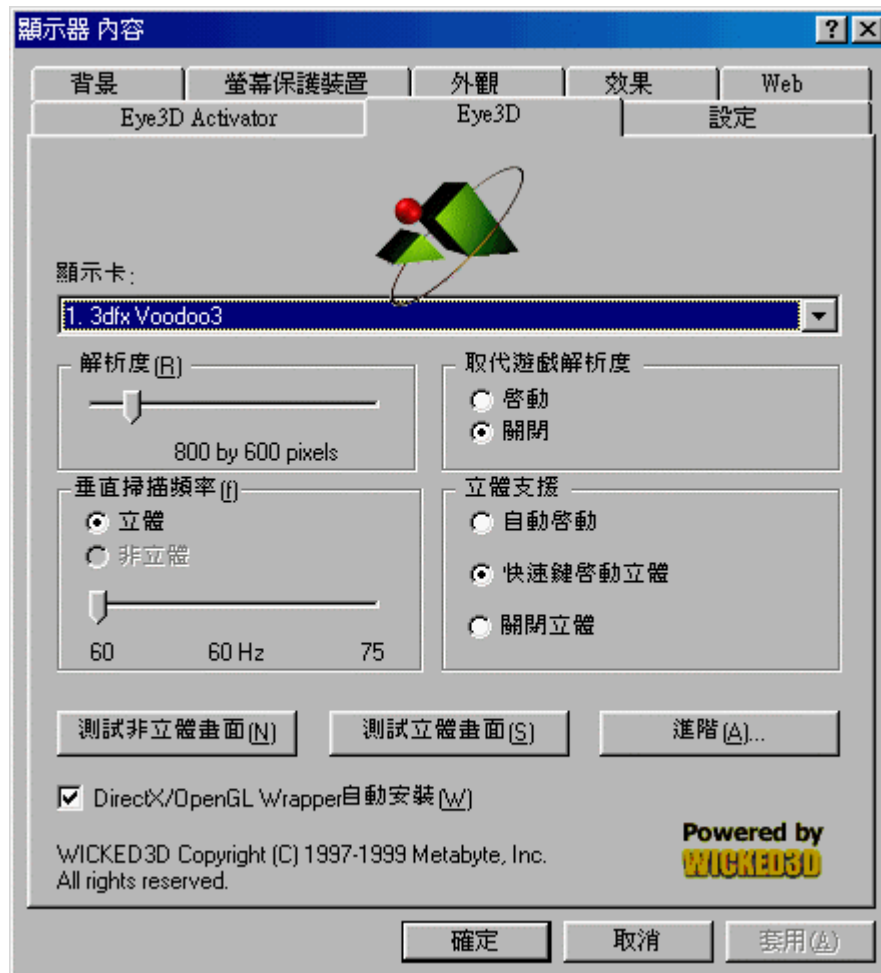 顯示器 內容
背景 螢幕保護裝置 外觀 效果 Web
Eye3D Activator Eye3D 設定
顯示卡:
1. 3dfx Voodoo3
解析度(R)
800 by 600 pixels
取代遊戲解析度
啓動
關閉
垂直掃描頻率(f)
立體
非立體
60 60 Hz 75
立體支援
自動啓動
快速鍵啓動立體
關閉立體
測試非立體畫面(N) 測試立體畫面(S) 進階(A)...
DirectX/OpenGL Wrapper自動安裝(W)
WICKED3D Copyright (C) 1997-1999 Metabyte, Inc.
All rights reserved.
Powered by
WICKED3D
確定 取消 套用(A)